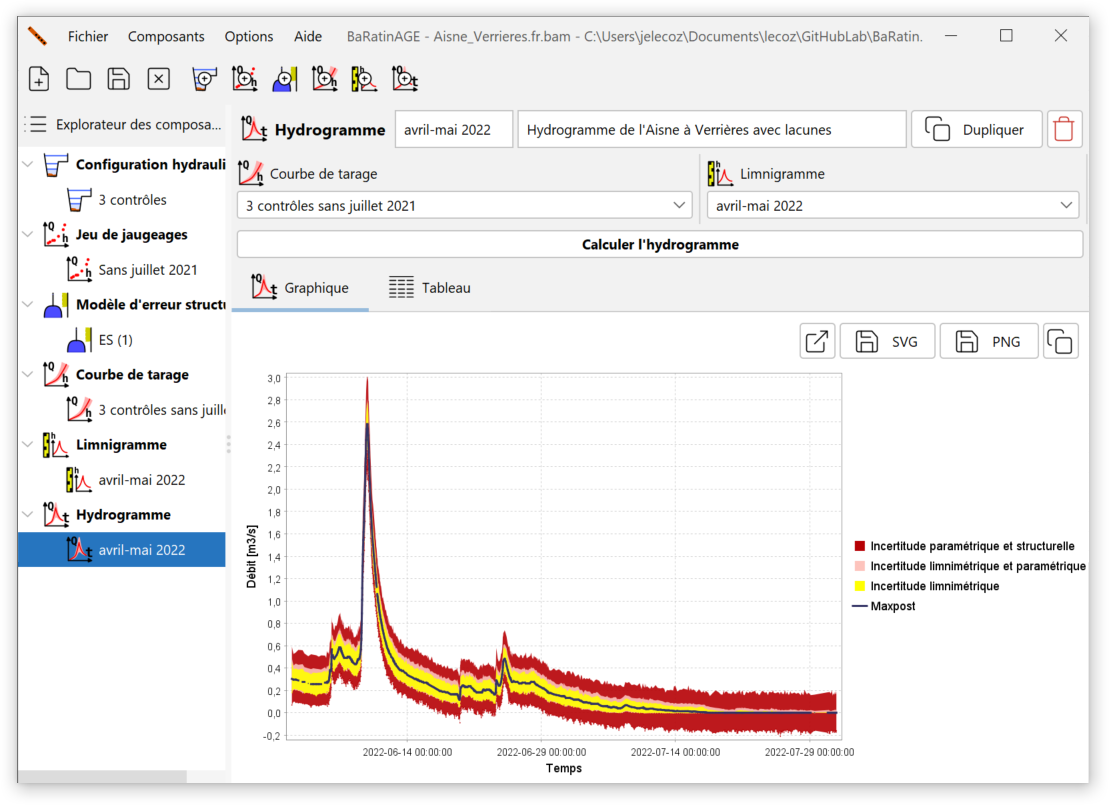 Fichier Composants Options Aide BaRatinAGE - Aisne_Verrieres.fr.bam - C:\Users\jelecoz\Documents\lecoz\GitHubLab\BaRatin.
Explorateur des composa...
Configuration hydrauli
3 contrôles
Jeu de jaugeages
Sans juillet 2021
Modèle d'erreur structu
ES (1)
Courbe de tarage
3 contrôles sans juill
Limnigramme
avril-mai 2022
Hydrogramme
avril-mai 2022
Hydrogramme avril-mai 2022 Hydrogramme de l'Aisne à Verrières avec lacunes Dupliquer
Courbe de tarage Limnigramme
3 contrôles sans juillet 2021 avril-mai 2022
Calculer l'hydrogramme
Graphique Tableau
SVG PNG
3,0
2,8
2,6
2,4
2,2
2,0
1,8
1,6
1,4
1,2
1,0
0,8
0,6
0,4
0,2
0,0
-0,2
Débit [m3/s]
2022-06-14 00:00:00 2022-06-29 00:00:00 2022-07-14 00:00:00 2022-07-29 00:00:00
Temps
Incertitude paramétrique et structurelle
Incertitude limnimétrique et paramétrique
Incertitude limnimétrique
Maxpost